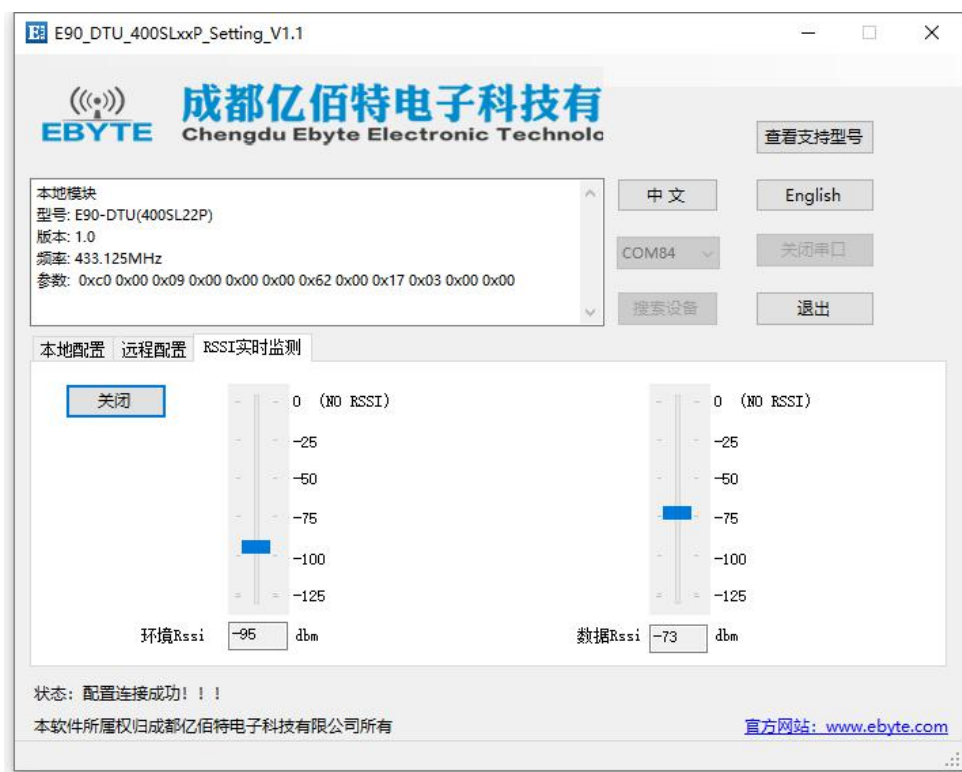 E90_DTU_400SLxxP_Setting_V1.1
EBYTE
成都亿佰特电子科技有
Chengdu Ebyte Electronic Technolo
查看支持型号
本地模块
型号: E90-DTU(400SL22P)
版本: 1.0
频率: 433.125MHz
参数: 0xc0 0x00 0x09 0x00 0x00 0x00 0x62 0x00 0x17 0x03 0x00 0x00
中文
English
COM84
关闭串口
搜索设备
退出
本地配置 远程配置 RSSI实时监测
关闭
0 (NO RSSI)
-25
-50
-75
-100
-125
环境Rssi -95 dbm
0 (NO RSSI)
-25
-50
-75
-100
-125
数据Rssi -73 dbm
状态: 配置连接成功!!!
本软件所属权归成都亿佰特电子科技有限公司所有
官方网站: www.ebyte.com